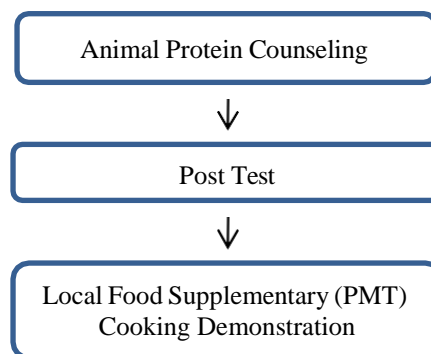 Animal Protein Counseling
Post Test
Local Food Supplementary (PMT)
Cooking Demonstration